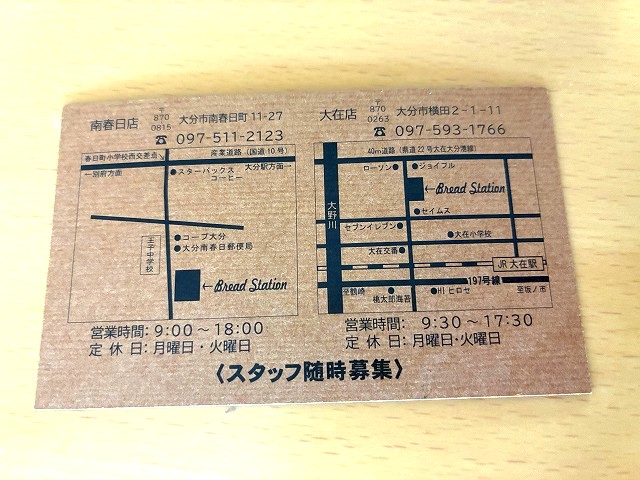 南春日店 〒870-0815 大分市南春日町11-27
☎ 097-511-2123
春日町小学校西交差点
産業道路（国道10号）
←別府方面
大分駅方面→
スターバックス
コーヒー
コープ大分
大分南春日郵便局
王子中学校
←Bread Station
営業時間: 9:00～18:00
定休日: 月曜日・火曜日
大在店 〒870-0263 大分市横田2-1-11
☎ 097-593-1766
40m道路（県道22号大在大分港線）
ローソン
ジョイフル
←Bread Station
大野川
セイムス
セブンイレブン
大在小学校
大在交番
JR 大在駅
197号線
至鶴崎
桃太郎海苔
HI ヒロセ
至坂ノ市
営業時間: 9:30～17:30
定休日: 月曜日・火曜日
〈スタッフ随時募集〉